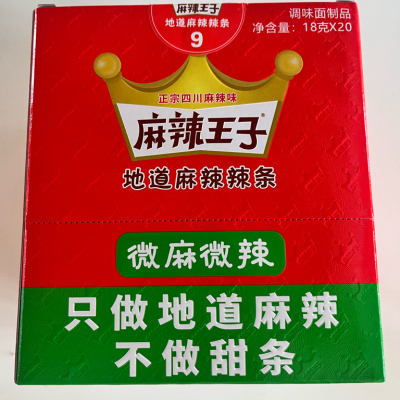 麻辣王子
地道麻辣辣条
9
调味面制品
净含量：18克X20
正宗四川麻辣味
麻辣王子
地道麻辣辣条
微麻微辣
只做地道麻辣
不做甜条